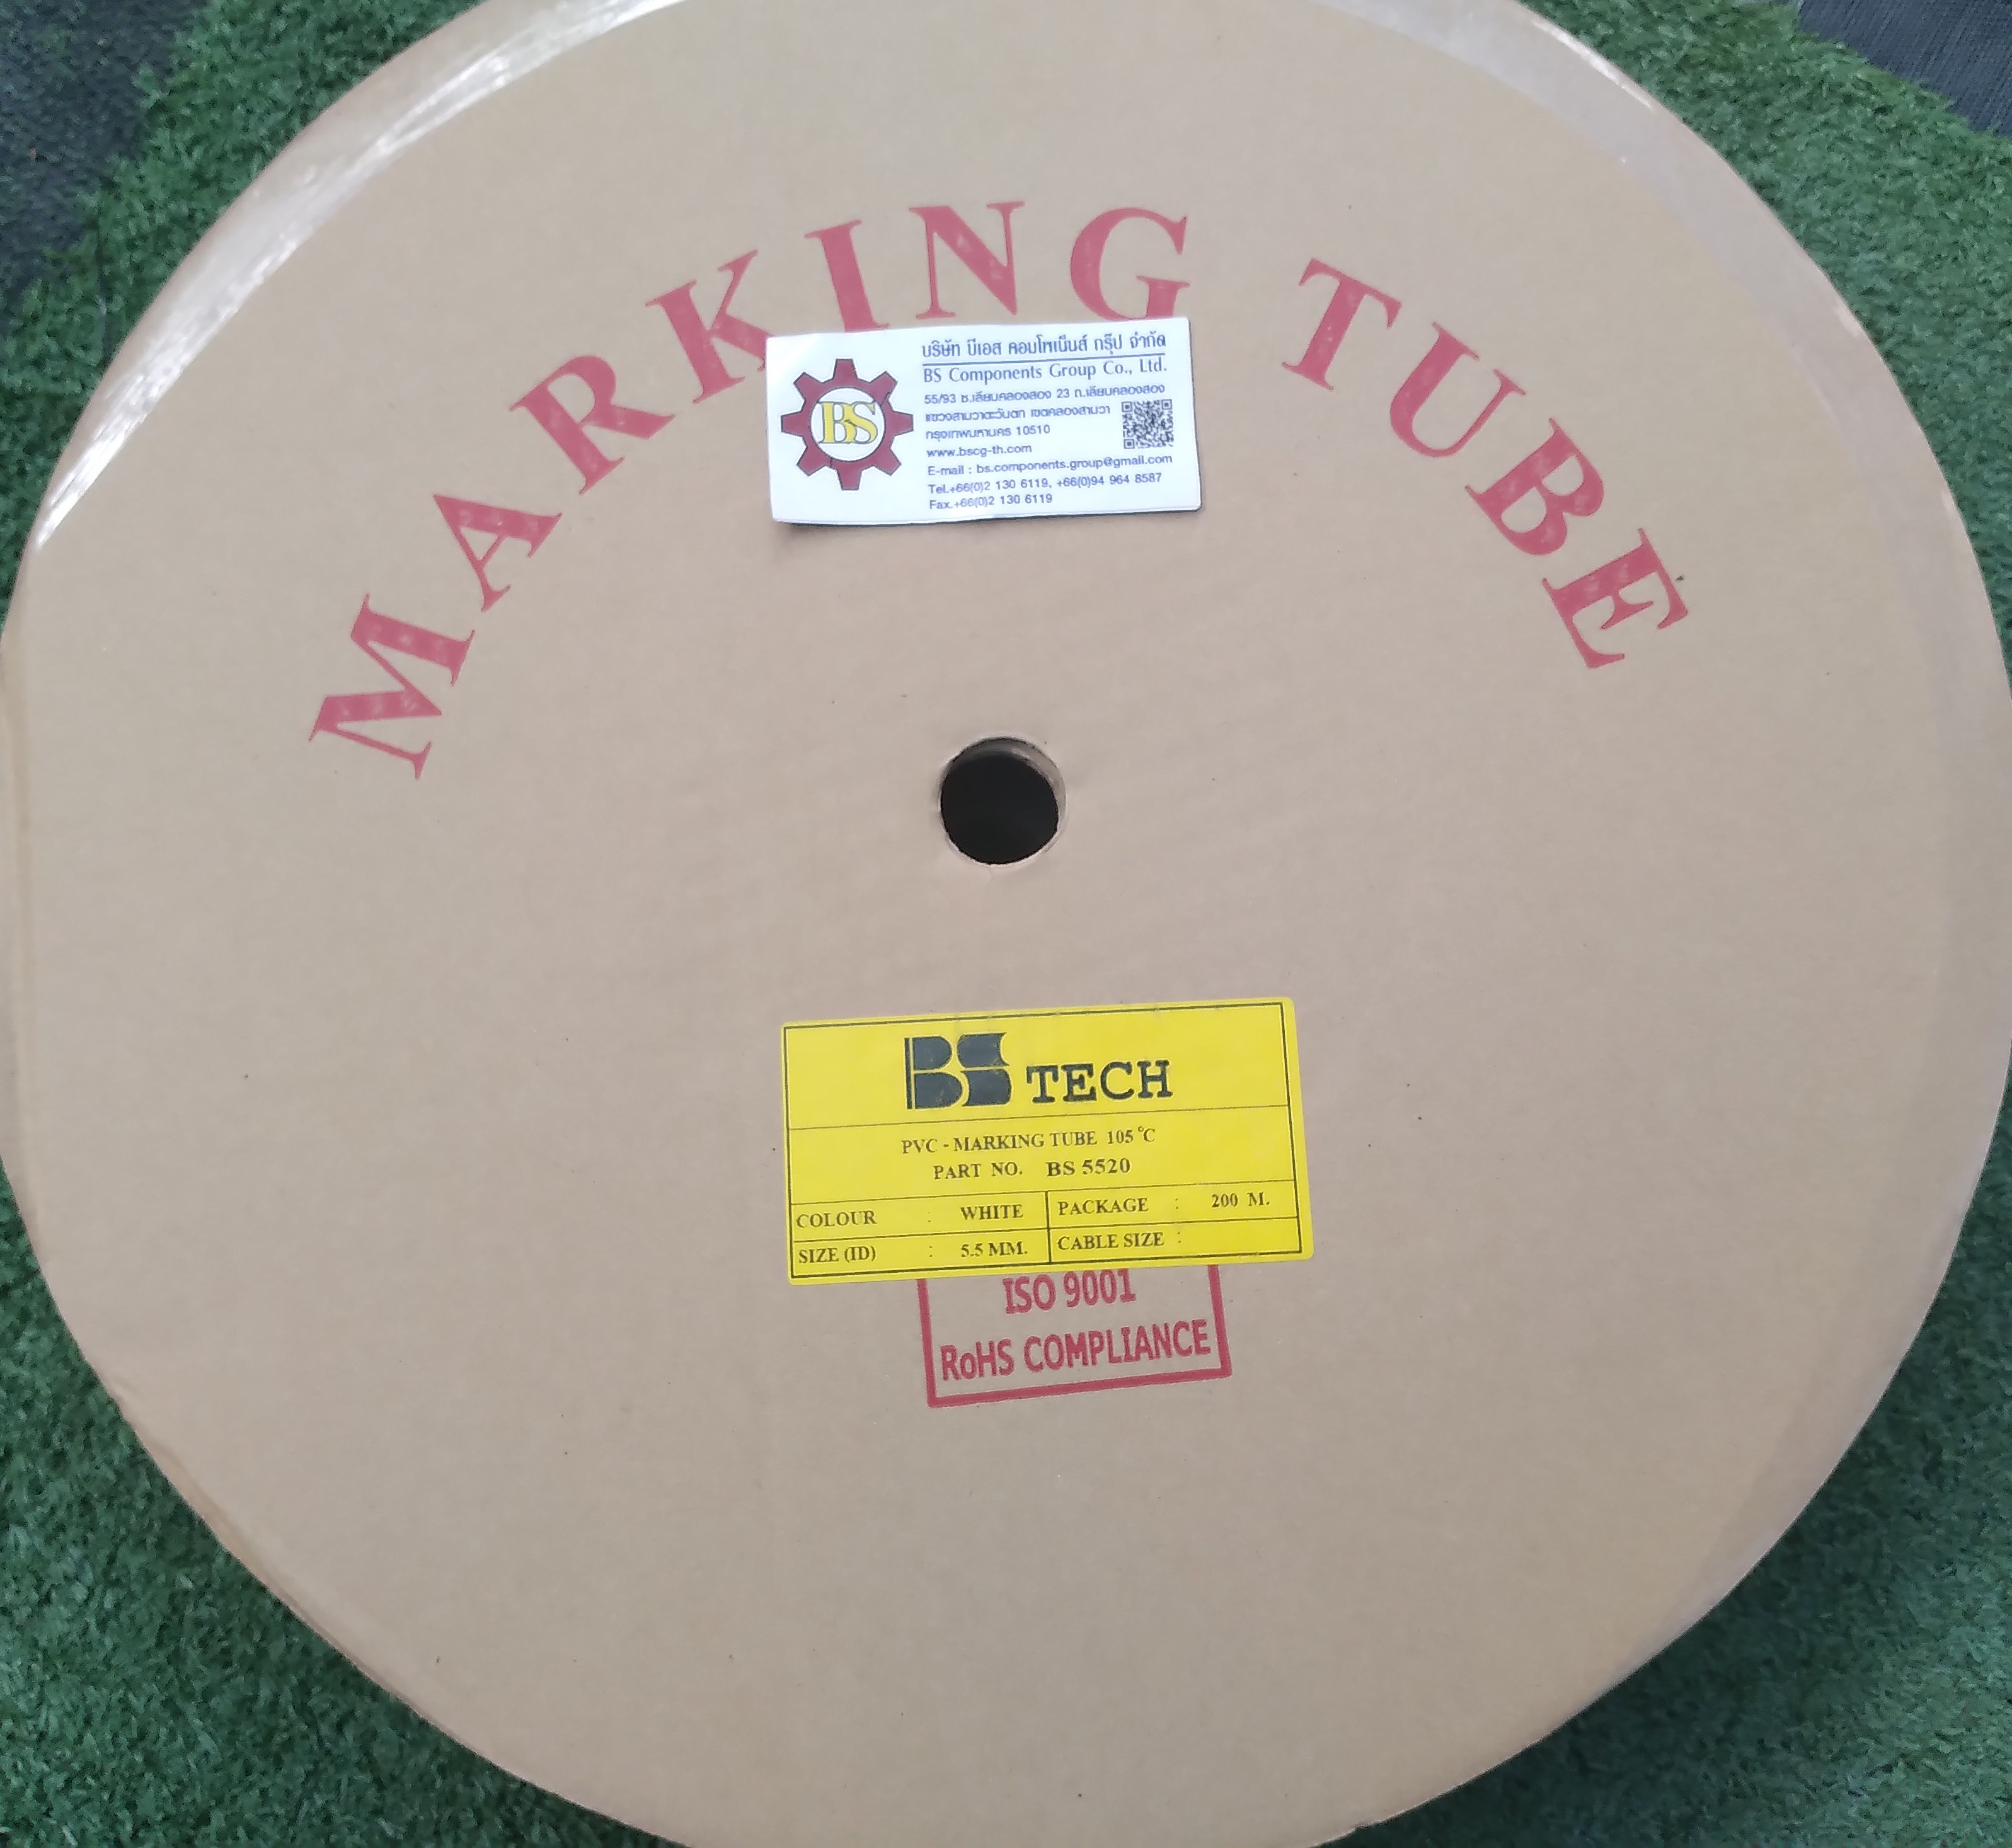 MARKING TUBE
บริษัท บีเอส คอมโพเน็นส์ กรุ๊ป จำกัด
BS Components Group Co., Ltd.
55/93 ซ.เลียบคลองสอง 23 ถ.เลียบคลองสอง
แขวงสามวาตะวันตก เขตคลองสามวา
กรุงเทพมหานคร 10510
www.bscg-th.com
E-mail : bs.components.group@gmail.com
Tel.+66(0)2 130 6119, +66(0)94 964 8587
Fax.+66(0)2 130 6119
BS
BS TECH
PVC - MARKING TUBE 105°C
PART NO. BS 5520
COLOUR : WHITE PACKAGE : 200 M.
SIZE (ID) : 5.5 MM. CABLE SIZE :
ISO 9001
RoHS COMPLIANCE